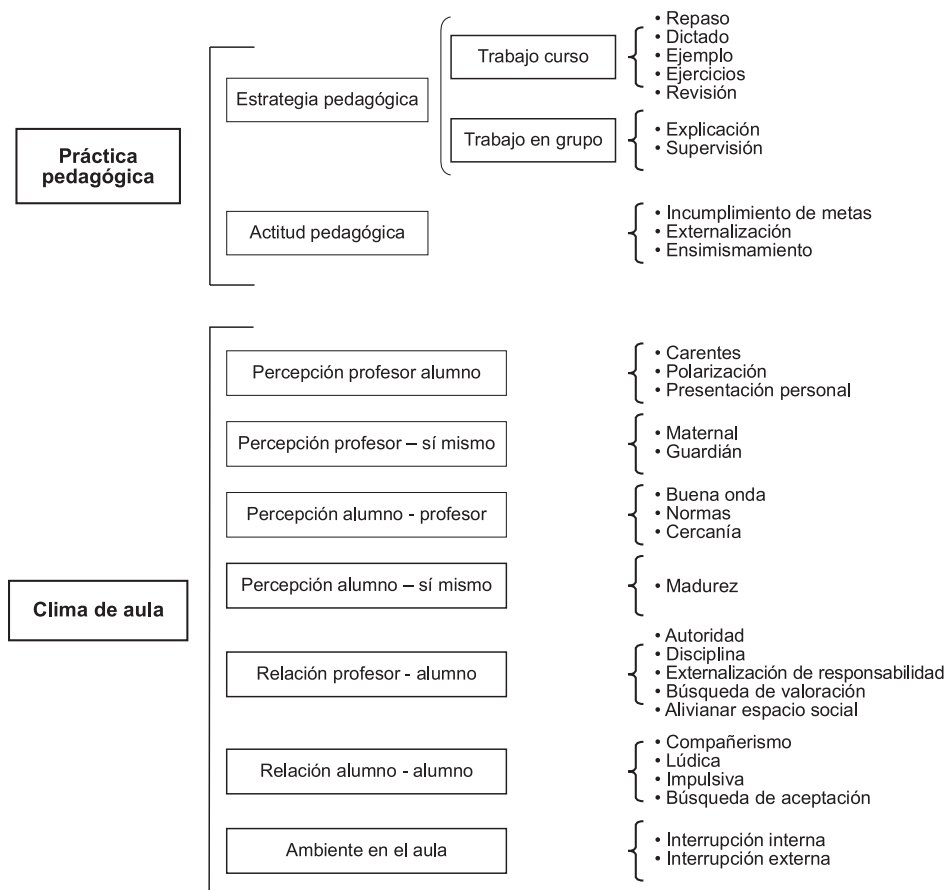 Práctica
pedagógica
Estrategia pedagógica
Trabajo curso
• Repaso
• Dictado
• Ejemplo
• Ejercicios
• Revisión
Trabajo en grupo
• Explicación
• Supervisión
Actitud pedagógica
• Incumplimiento de metas
• Externalización
• Ensimismamiento
Clima de aula
Percepción profesor alumno
• Carentes
• Polarización
• Presentación personal
Percepción profesor – sí mismo
• Maternal
• Guardián
Percepción alumno - profesor
• Buena onda
• Normas
• Cercanía
Percepción alumno – sí mismo
• Madurez
Relación profesor - alumno
• Autoridad
• Disciplina
• Externalización de responsabilidad
• Búsqueda de valoración
• Alivianar espacio social
Relación alumno - alumno
• Compañerismo
• Lúdica
• Impulsiva
• Búsqueda de aceptación
Ambiente en el aula
• Interrupción interna
• Interrupción externa